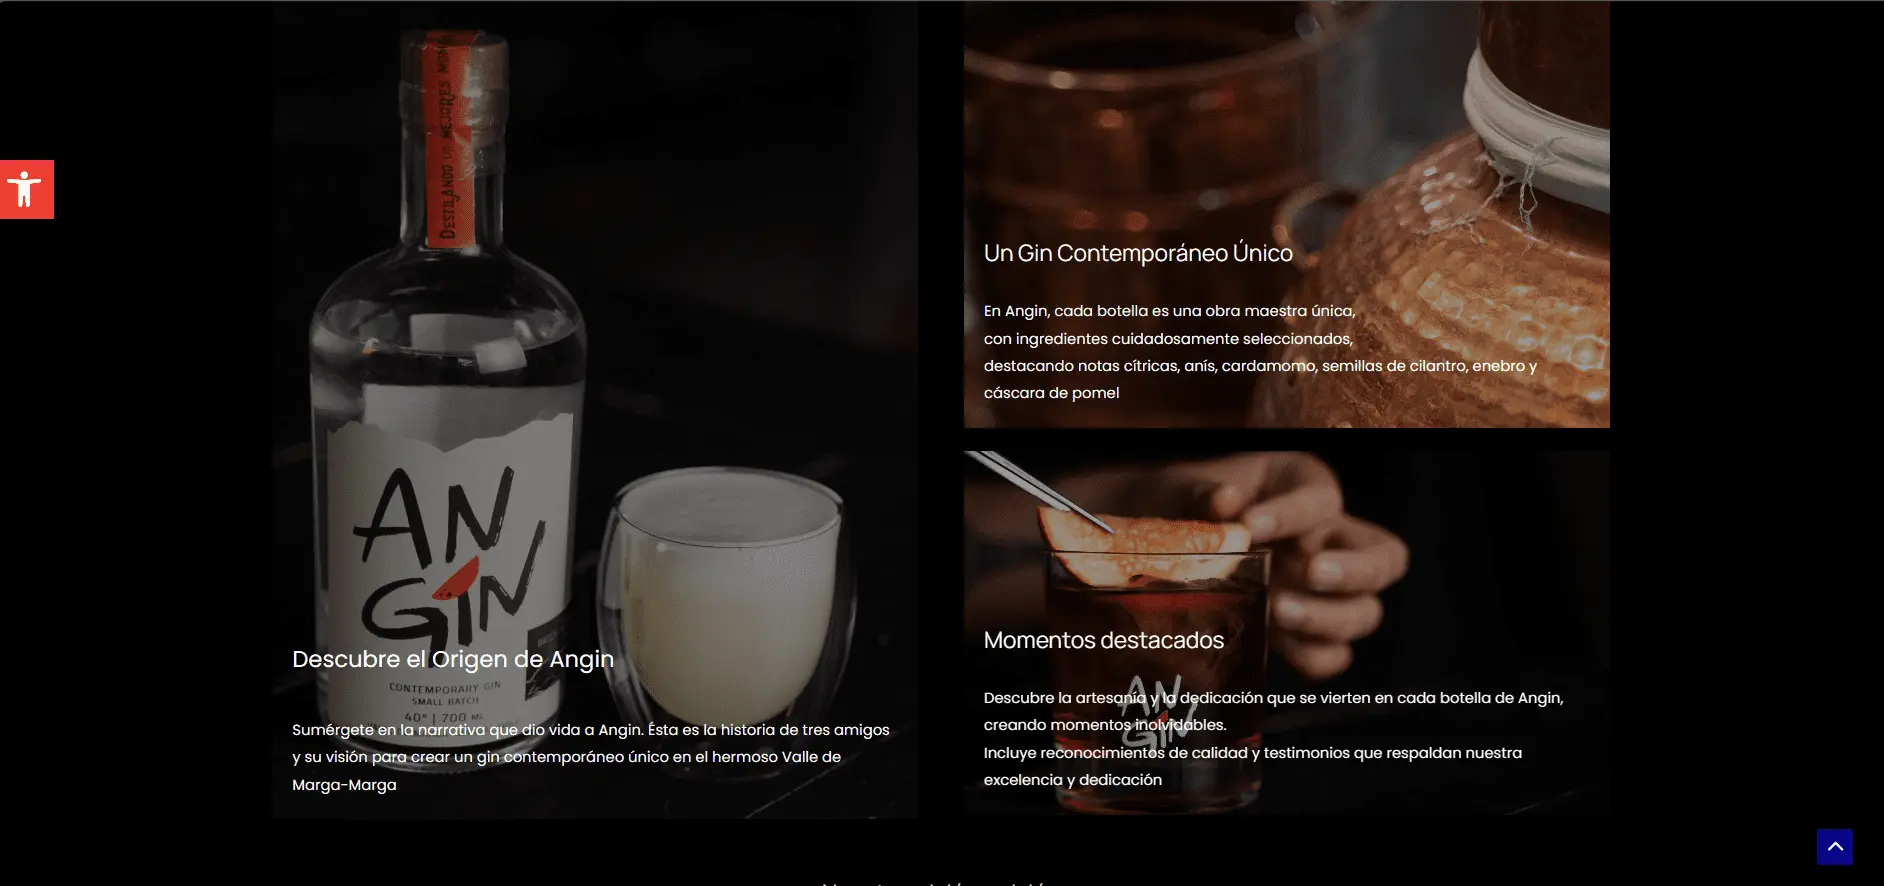 DESTILANDO LOS MEJORES MOM
AN
GIN
Descubre el Origen de Angin
CONTEMPORARY GIN
SMALL BATCH
40° | 700 ML
Sumérgete en la narrativa que dio vida a Angin. Ésta es la historia de tres amigos
y su visión para crear un gin contemporáneo único en el hermoso Valle de
Marga-Marga
Un Gin Contemporáneo Único
En Angin, cada botella es una obra maestra única,
con ingredientes cuidadosamente seleccionados,
destacando notas cítricas, anís, cardamomo, semillas de cilantro, enebro y
cáscara de pomel
Momentos destacados
Descubre la artesanía y la dedicación que se vierten en cada botella de Angin,
creando momentos inolvidables.
Incluye reconocimientos de calidad y testimonios que respaldan nuestra
excelencia y dedicación
AN
GIN